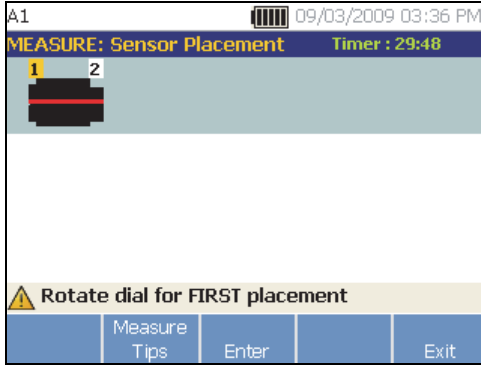 A1 09/03/2009 03:36 PM
MEASURE: Sensor Placement Timer : 29:48
1 2
Rotate dial for FIRST placement
Measure Tips Enter Exit